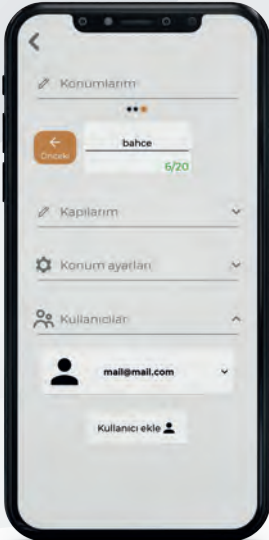 Konumlarım
Önceki
bahce
6/20
Kapılarım
Konum ayarları
Kullanıcılar
mail@mail.com
Kullanıcı ekle